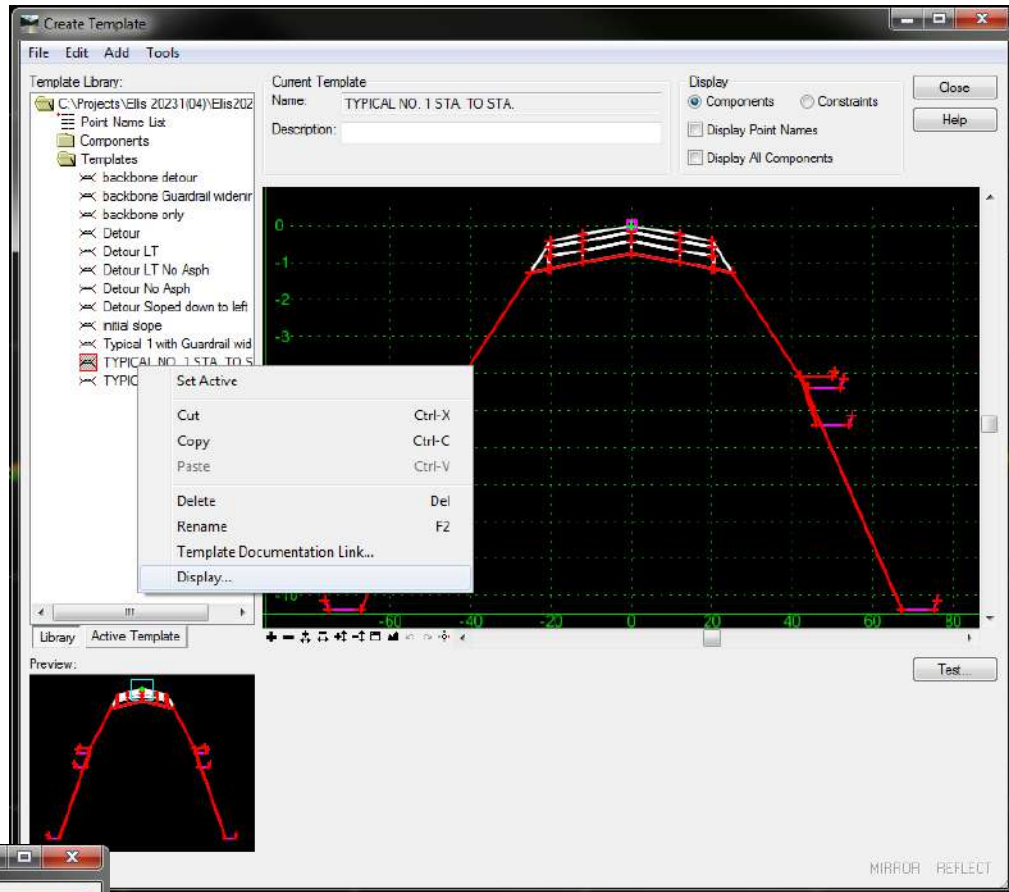 Create Template
File Edit Add Tools
Template Library:
C:\Projects\Ellis 20231(04)\Ellis202
Point Name List
Components
Templates
backbone detour
backbone Guardrail widenir
backbone only
Detour
Detour LT
Detour LT No Asph
Detour No Asph
Detour Sloped down to left
initial slope
Typical 1 with Guardrail wid
TYPICAL NO. 1 STA. TO S
TYPIC
Library Active Template
Current Template
Name: TYPICAL NO. 1 STA. TO STA.
Description:
Display
Components Constraints
Display Point Names
Display All Components
Close
Help
Set Active
Cut Ctrl-X
Copy Ctrl-C
Paste Ctrl-V
Delete Del
Rename F2
Template Documentation Link...
Display...
0
-1
-2
-3
-10
-60 -40 -20 0 20 40 60 80
Preview:
Test...
MIRROR REFLECT